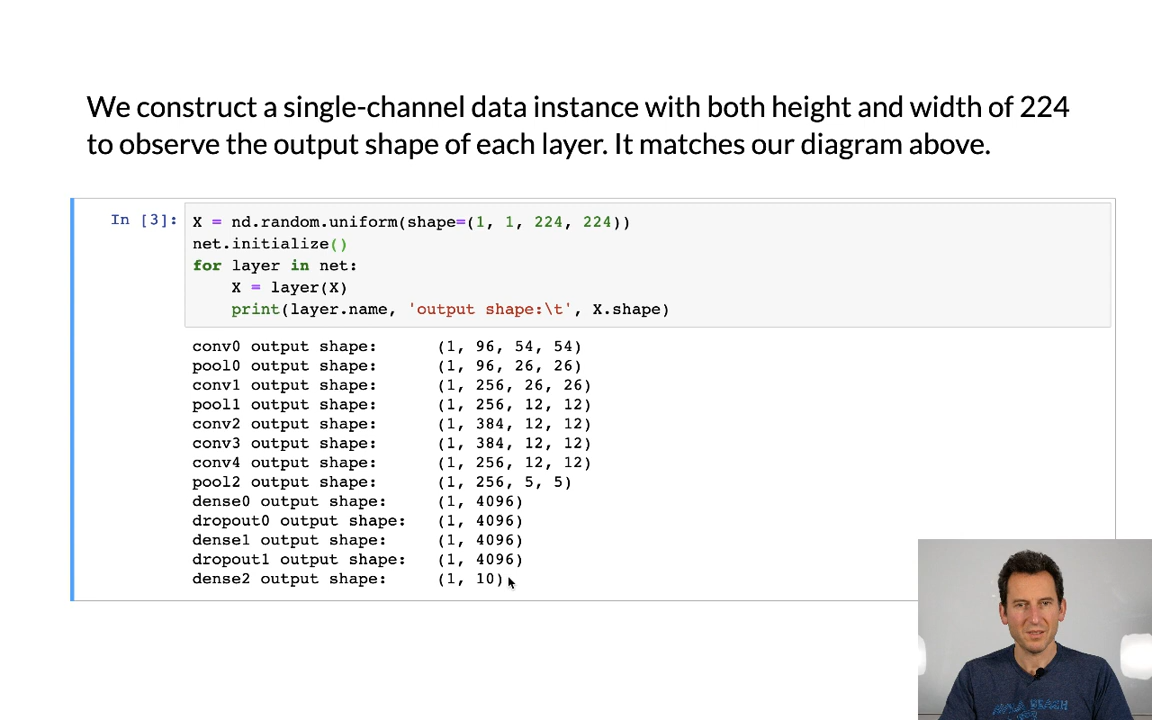 We construct a single-channel data instance with both height and width of 224
to observe the output shape of each layer. It matches our diagram above.
In [3]: X = nd.random.uniform(shape=(1, 1, 224, 224))
net.initialize()
for layer in net:
    X = layer(X)
    print(layer.name, 'output shape:\t', X.shape)
conv0 output shape: (1, 96, 54, 54)
pool0 output shape: (1, 96, 26, 26)
conv1 output shape: (1, 256, 26, 26)
pool1 output shape: (1, 256, 12, 12)
conv2 output shape: (1, 384, 12, 12)
conv3 output shape: (1, 384, 12, 12)
conv4 output shape: (1, 256, 12, 12)
pool2 output shape: (1, 256, 5, 5)
dense0 output shape: (1, 4096)
dropout0 output shape: (1, 4096)
dense1 output shape: (1, 4096)
dropout1 output shape: (1, 4096)
dense2 output shape: (1, 10)